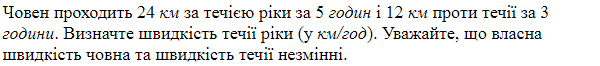 Човен проходить 24 км за течією ріки за 5 годин і 12 км проти течії за 3
години. Визначте швидкість течії ріки (у км/год). Уважайте, що власна
швидкість човна та швидкість течії незмінні.